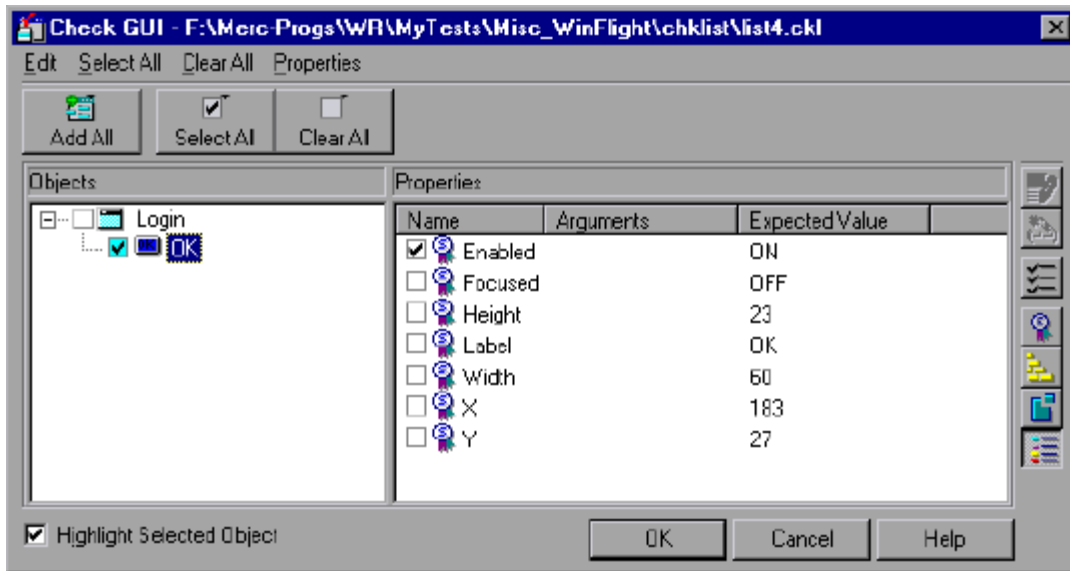 Check GUI - F:\Merc-Progs\WR\MyTests\Misc_WinFlight\chklist\list4.ckl
Edit Select All Clear All Properties
Add All Select All Clear All
Objects Properties
Login
OK
Name Arguments Expected Value
Enabled ON
Focused OFF
Height 23
Label OK
Width 60
X 183
Y 27
Highlight Selected Object
OK Cancel Help